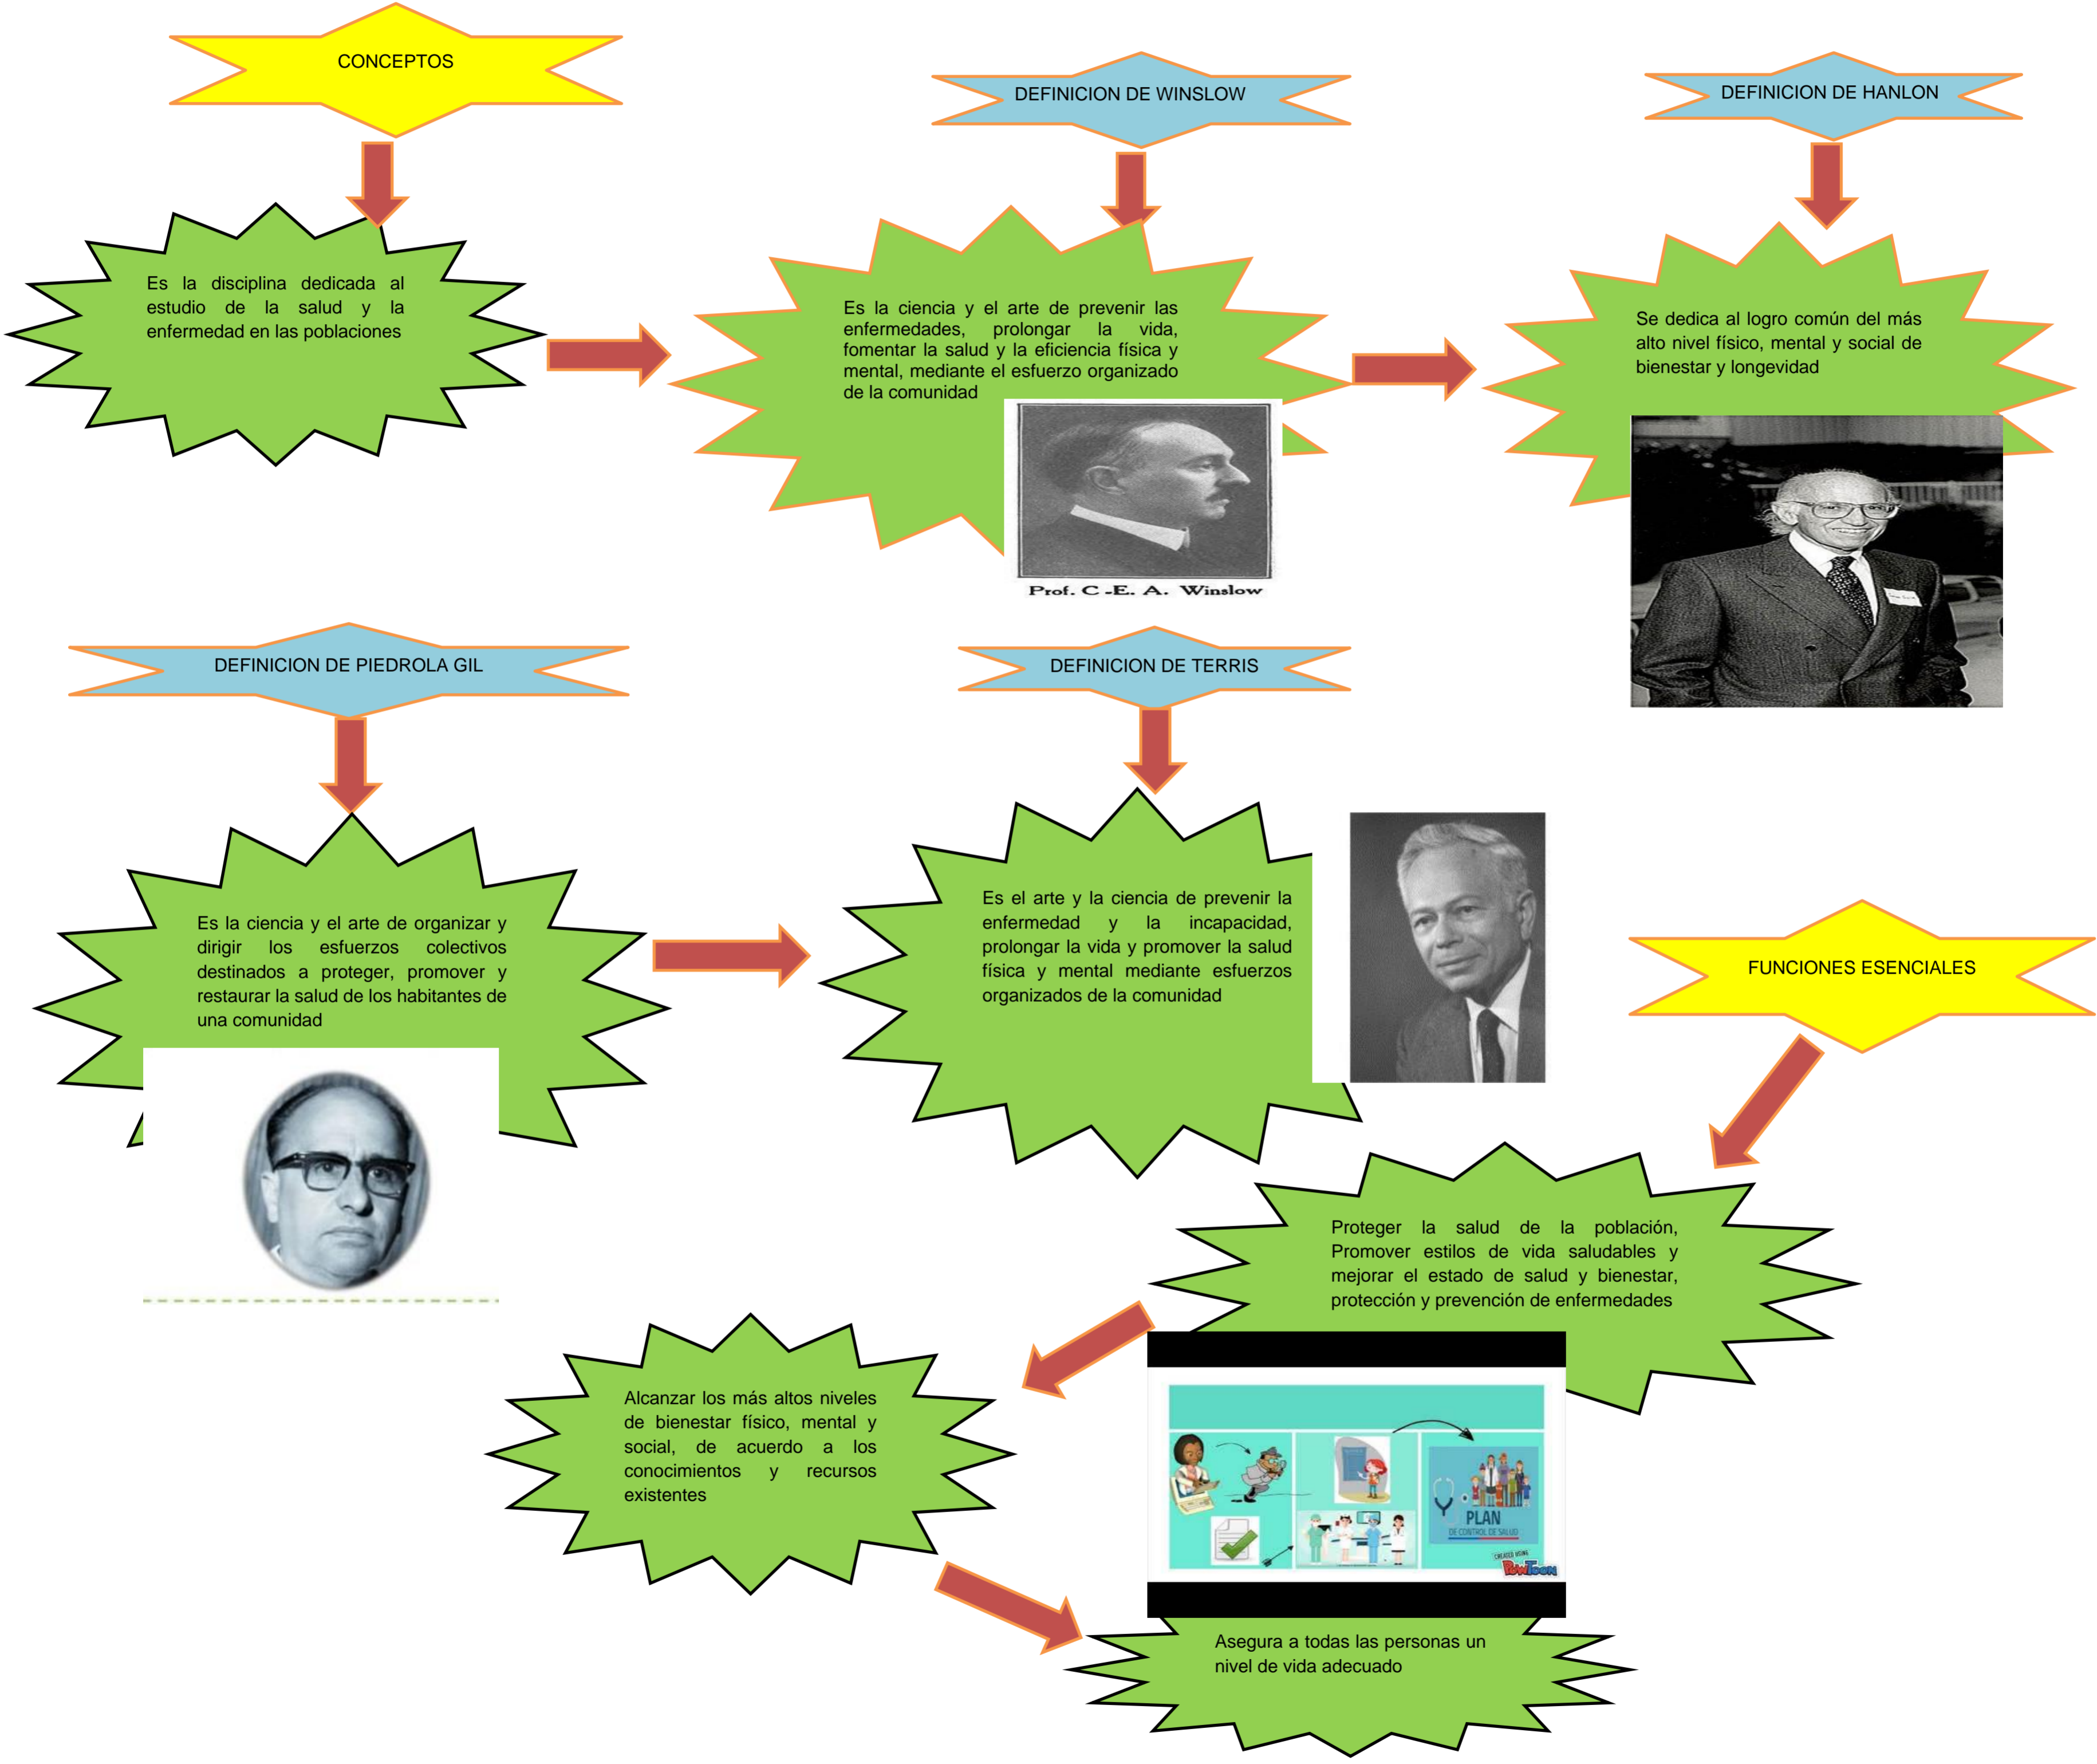 CONCEPTOS
Es la disciplina dedicada al
estudio de la salud y la
enfermedad en las poblaciones
DEFINICION DE WINSLOW
Es la ciencia y el arte de prevenir las
enfermedades, prolongar la vida,
fomentar la salud y la eficiencia física y
mental, mediante el esfuerzo organizado
de la comunidad
Prof. C -E. A. Winslow
DEFINICION DE HANLON
Se dedica al logro común del más
alto nivel físico, mental y social de
bienestar y longevidad
DEFINICION DE PIEDROLA GIL
Es la ciencia y el arte de organizar y
dirigir los esfuerzos colectivos
destinados a proteger, promover y
restaurar la salud de los habitantes de
una comunidad
DEFINICION DE TERRIS
Es el arte y la ciencia de prevenir la
enfermedad y la incapacidad,
prolongar la vida y promover la salud
física y mental mediante esfuerzos
organizados de la comunidad
FUNCIONES ESENCIALES
Proteger la salud de la población,
Promover estilos de vida saludables y
mejorar el estado de salud y bienestar,
protección y prevención de enfermedades
PLAN
DE CONTROL DE SALUD
CREATED USING
POWTOON
Alcanzar los más altos niveles
de bienestar físico, mental y
social, de acuerdo a los
conocimientos y recursos
existentes
Asegura a todas las personas un
nivel de vida adecuado